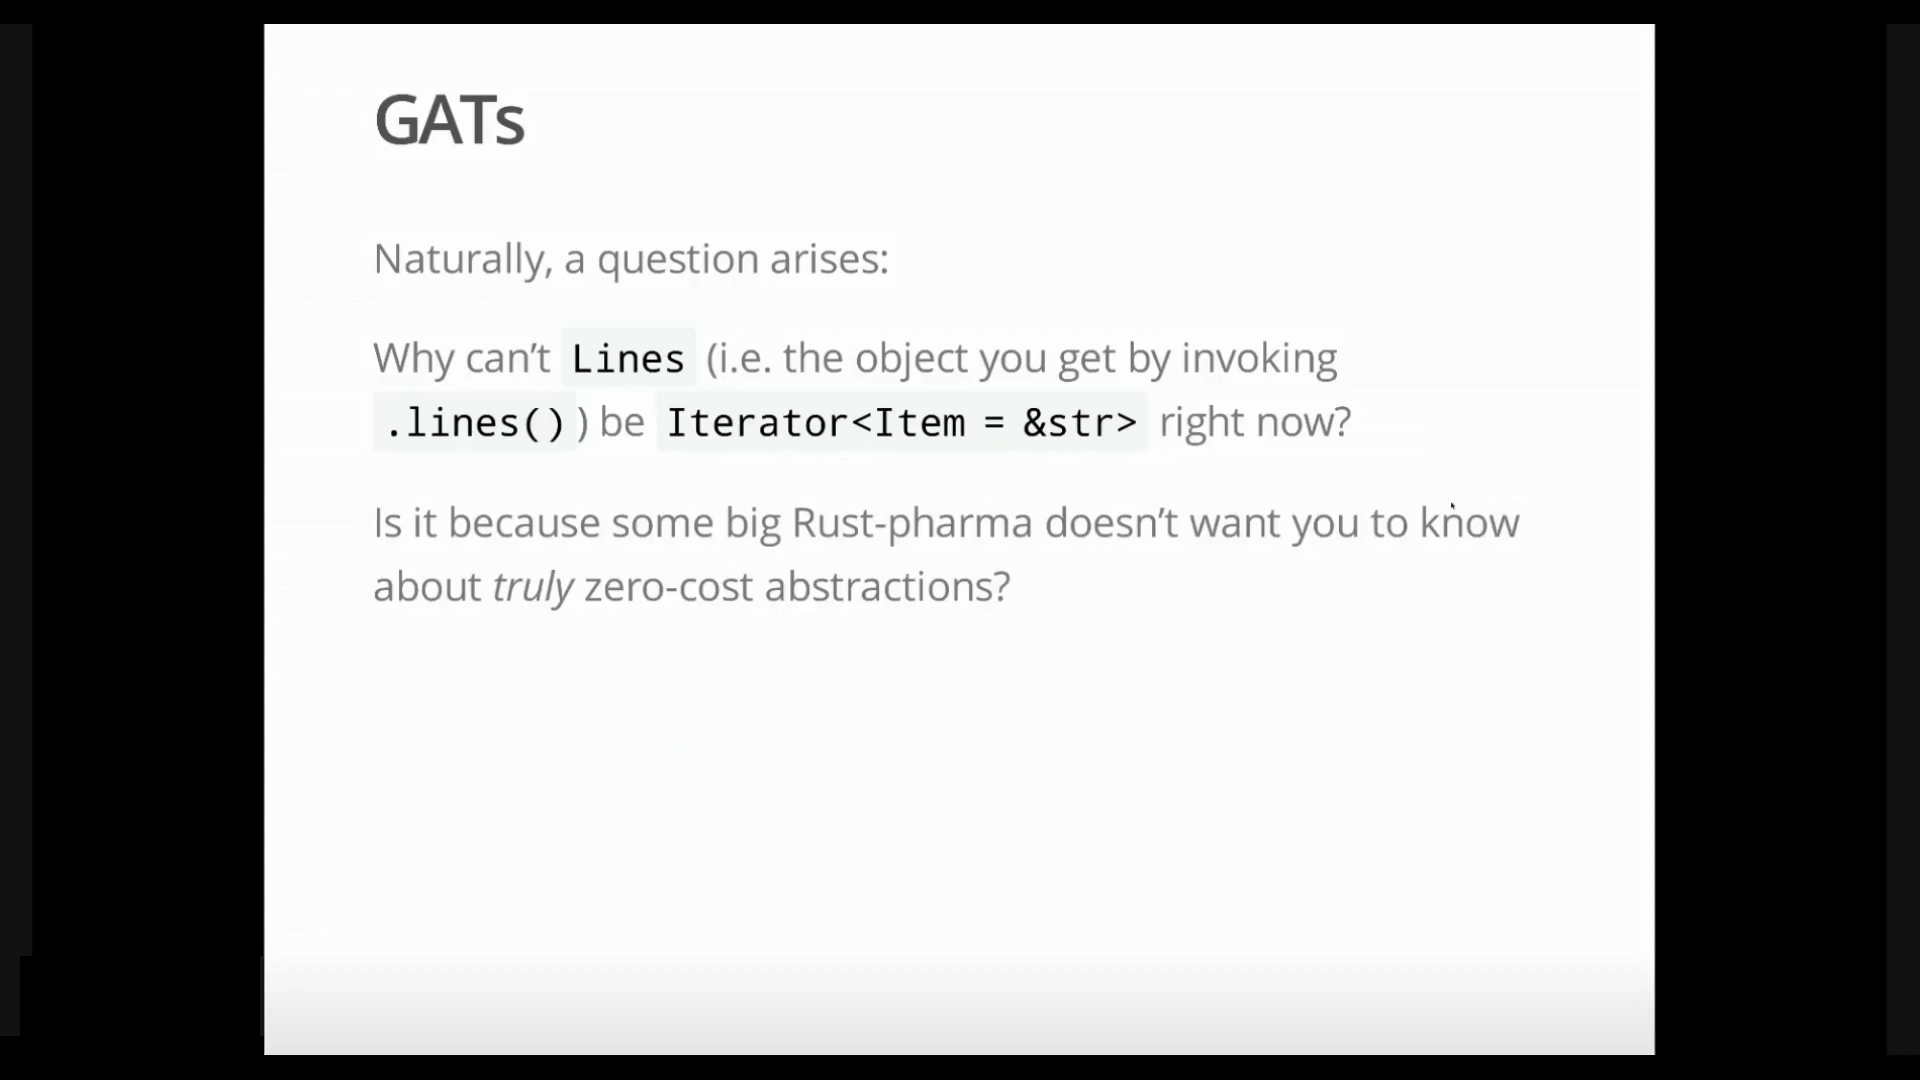 GATs
Naturally, a question arises:
Why can’t Lines (i.e. the object you get by invoking
.lines()) be Iterator<Item = &str> right now?
Is it because some big Rust-pharma doesn’t want you to know
about truly zero-cost abstractions?